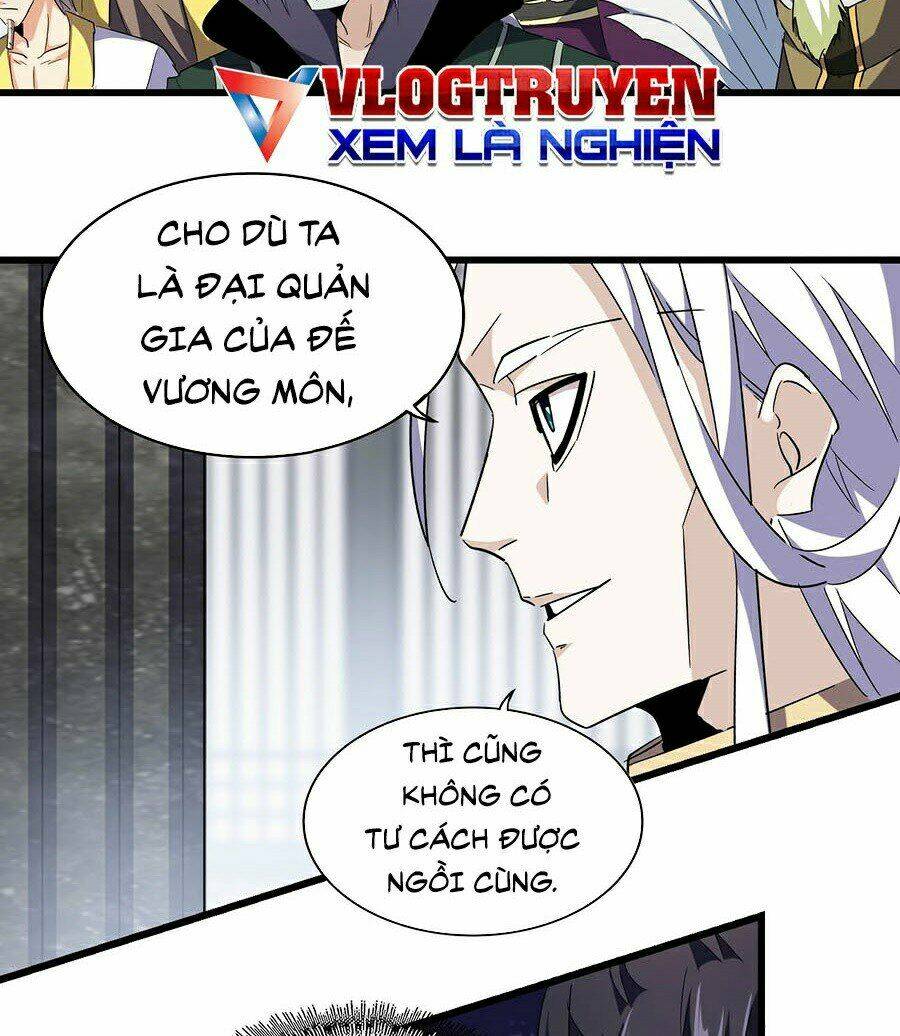 VLOGTRUYEN
XEM LÀ NGHIỆN
CHO DÙ TA
LÀ ĐẠI QUẢN
GIA CỦA ĐẾ
VƯƠNG MÔN,
THÌ CŨNG
KHÔNG CÓ
TƯ CÁCH ĐƯỢC
NGỒI CÙNG.